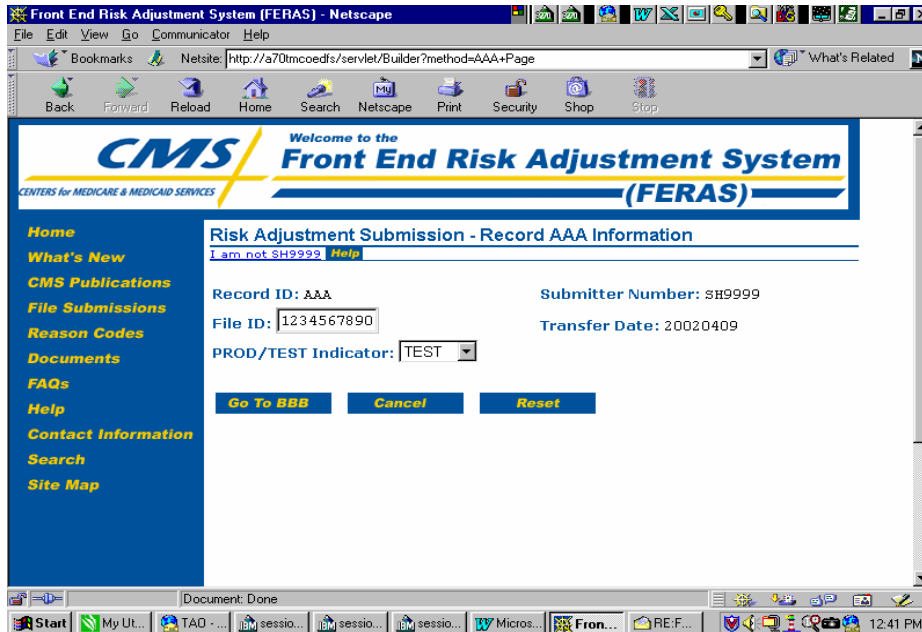 Front End Risk Adjustment System (FERAS) - Netscape
File Edit View Go Communicator Help
Bookmarks Netsite: http://a70tmcoedfs/servlet/Builder?method=AAA+Page What's Related
My
Back Forward Reload Home Search Netscape Print Security Shop Stop
CMS
CENTERS for MEDICARE & MEDICAID SERVICES
Welcome to the
Front End Risk Adjustment System
(FERAS)
Home
What's New
CMS Publications
File Submissions
Reason Codes
Documents
FAQs
Help
Contact Information
Search
Site Map
Risk Adjustment Submission - Record AAA Information
I am not SH9999 Help
Record ID: AAA Submitter Number: SH9999
File ID: 1234567890 Transfer Date: 20020409
PROD/TEST Indicator: TEST
Go To BBB Cancel Reset
Document: Done
Start My Ut... TAO - ... sessio... sessio... sessio... Micros... Fron... RE:F... 12:41 PM